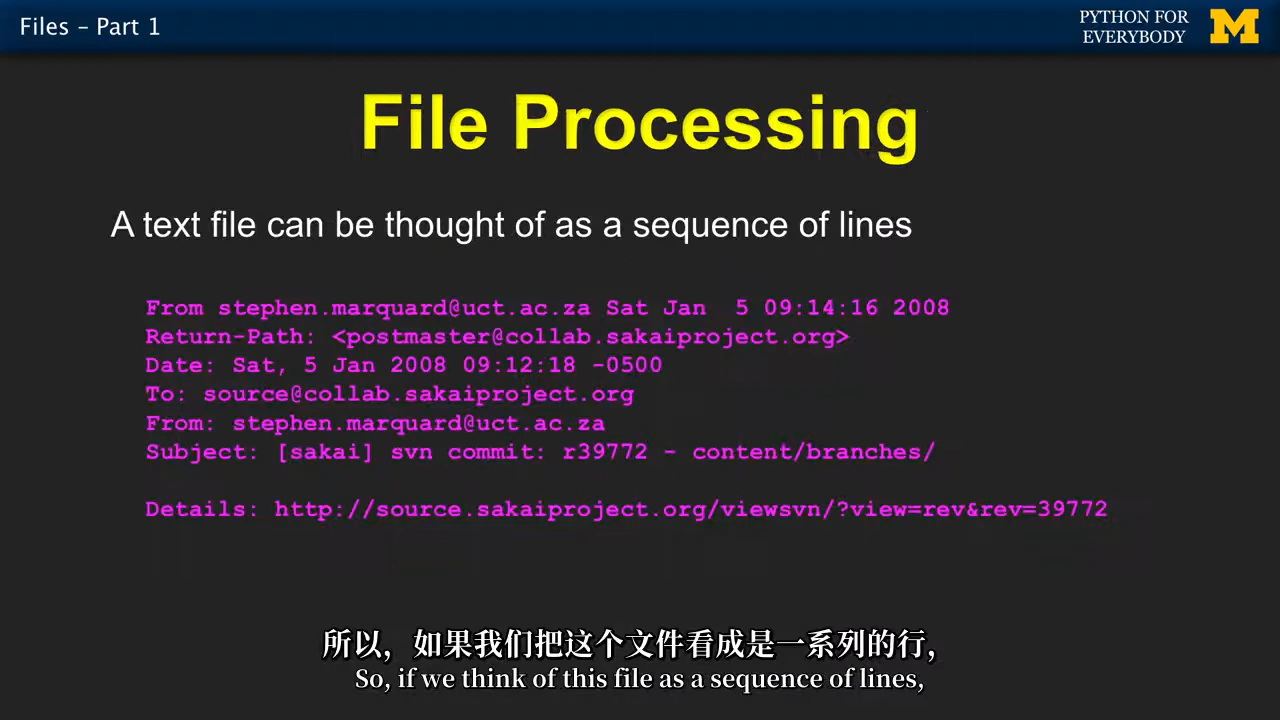 Files – Part 1
PYTHON FOR
EVERYBODY
M
File Processing
A text file can be thought of as a sequence of lines
From stephen.marquard@uct.ac.za Sat Jan  5 09:14:16 2008
Return-Path: <postmaster@collab.sakaiproject.org>
Date: Sat, 5 Jan 2008 09:12:18 -0500
To: source@collab.sakaiproject.org
From: stephen.marquard@uct.ac.za
Subject: [sakai] svn commit: r39772 - content/branches/
Details: http://source.sakaiproject.org/viewsvn/?view=rev&rev=39772
所以，如果我们把这个文件看成是一系列的行，
So, if we think of this file as a sequence of lines,